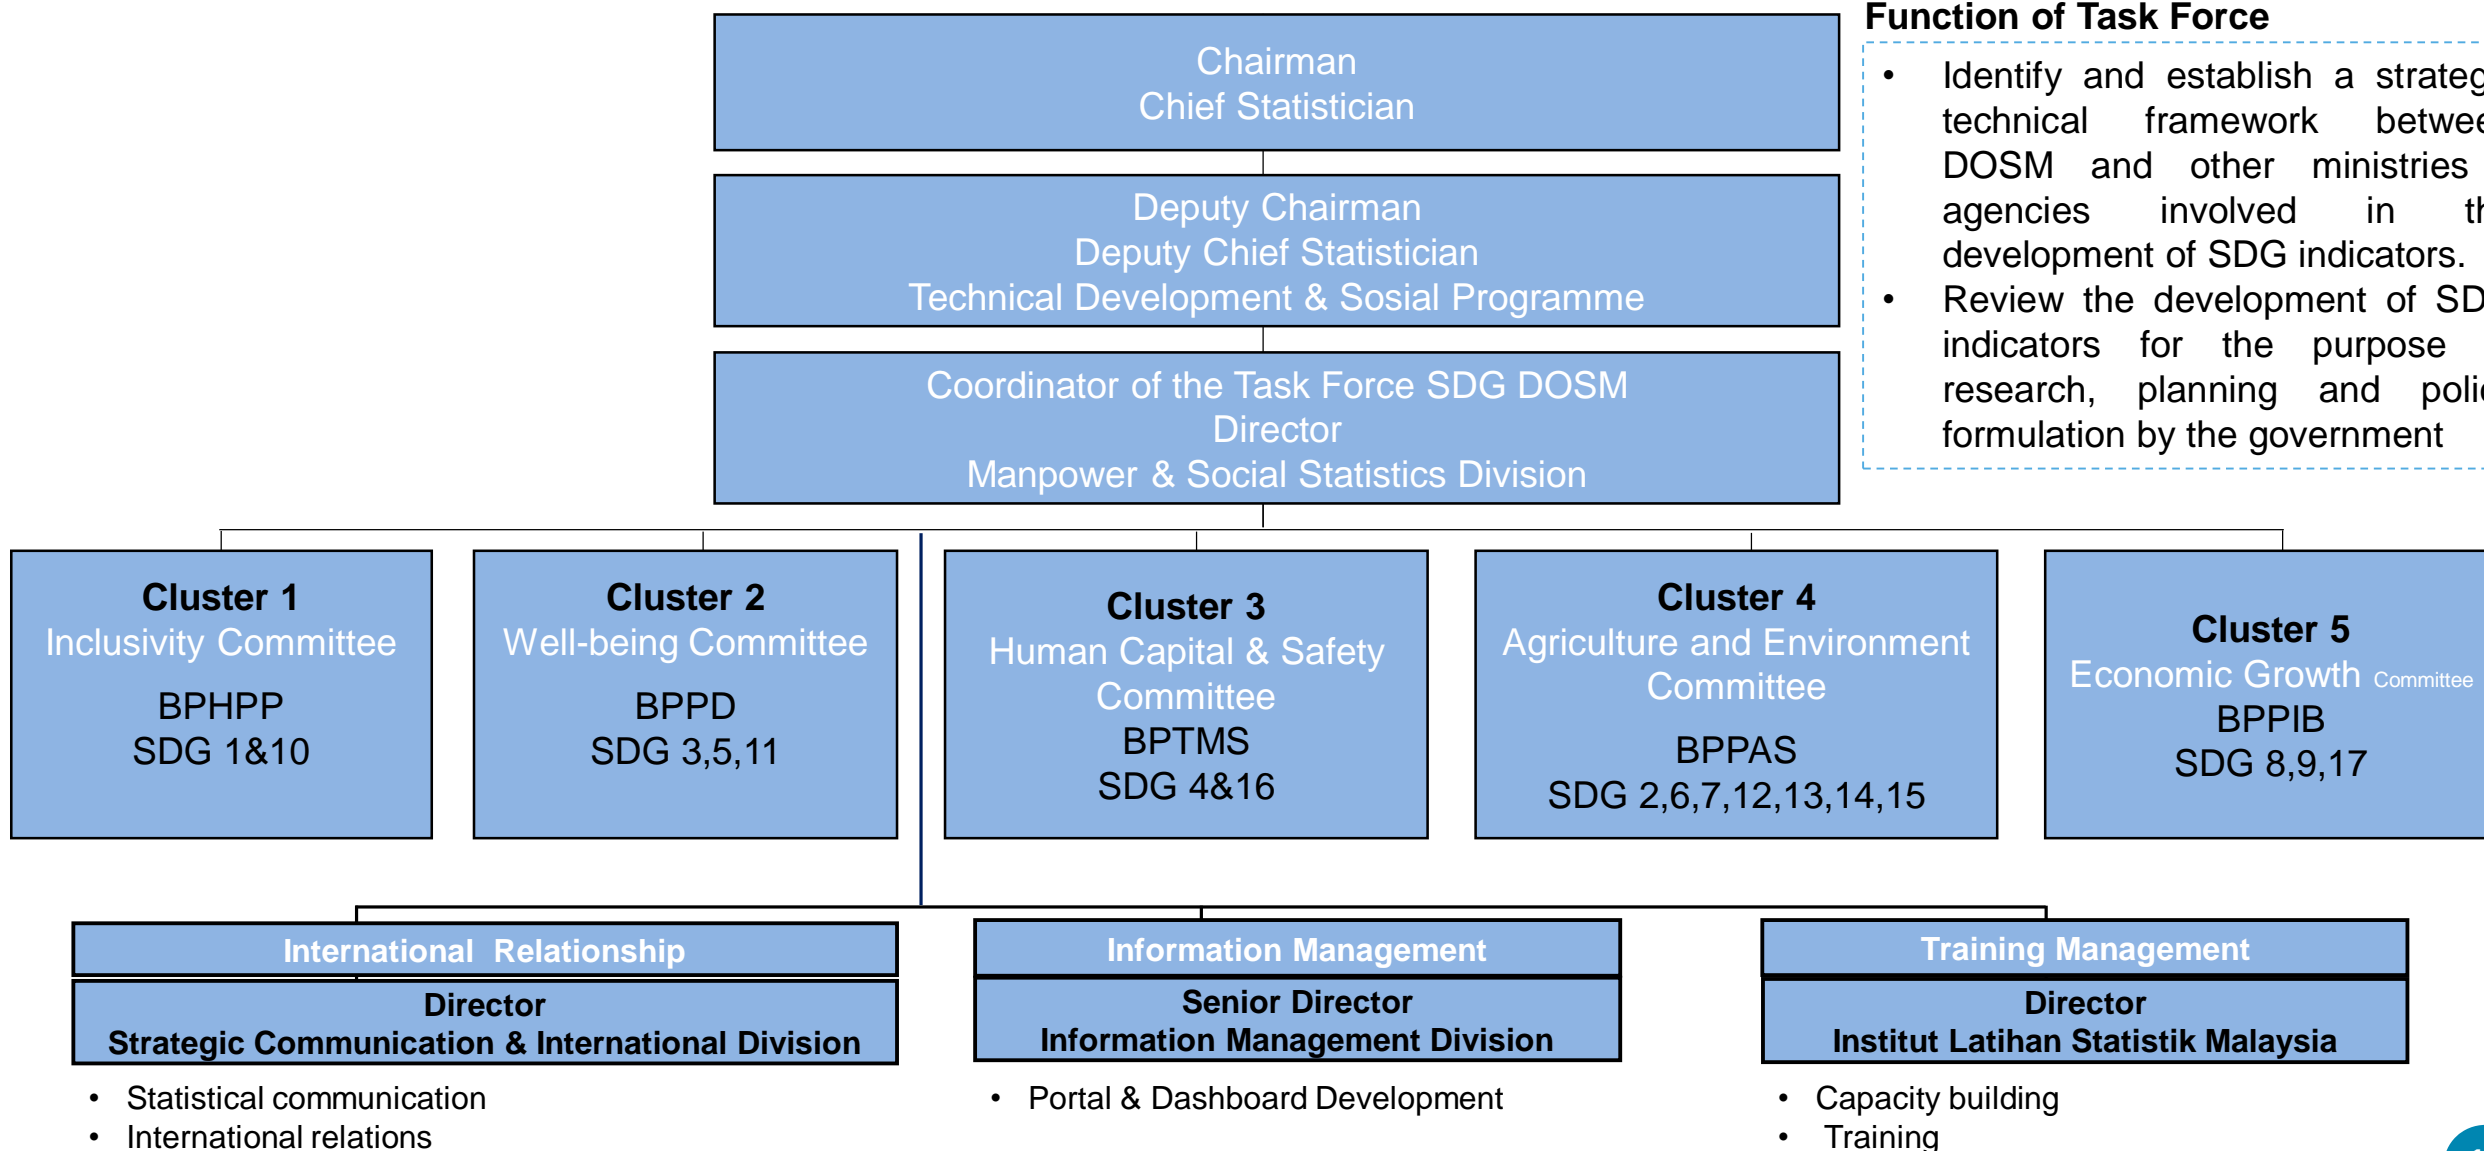 Function of Task Force
Chairman
Chief Statistician
• Identify and establish a
technical framework
DOSM and other ministries
agencies involved in
development of SDG indicators.
• Review the development of
indicators for the purpose
research, planning and
formulation by the government
Deputy Chairman
Deputy Chief Statistician
Technical Development & Sosial Programme
Coordinator of the Task Force SDG DOSM
Director
Manpower & Social Statistics Division
Cluster 1
Inclusivity Committee
BPHPP
SDG 1&10
Cluster 2
Well-being Committee
BPPD
SDG 3,5,11
Cluster 3
Human Capital & Safety
Committee
BPTMS
SDG 4&16
Cluster 4
Agriculture and Environment
Committee
BPPAS
SDG 2,6,7,12,13,14,15
Cluster 5
Economic Growth Committee
BPPIB
SDG 8,9,17
International Relationship
Director
Strategic Communication & International Division
• Statistical communication
• International relations
Information Management
Senior Director
Information Management Division
• Portal & Dashboard Development
Training Management
Director
Institut Latihan Statistik Malaysia
• Capacity building
• Training